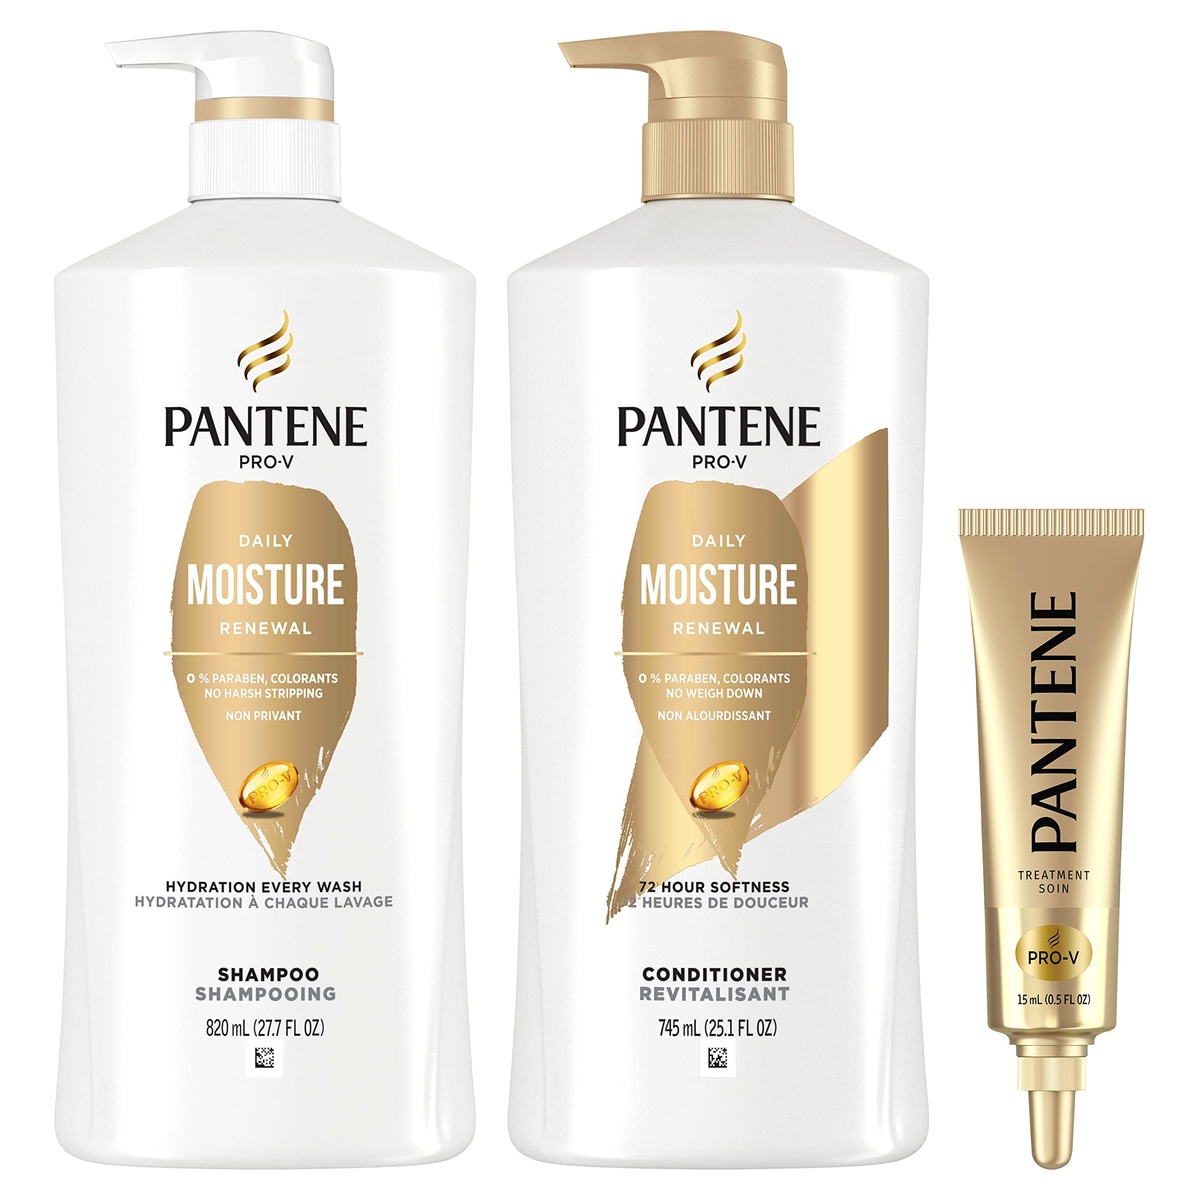 PANTENE
PRO-V
DAILY
MOISTURE
RENEWAL
0 % PARABEN, COLORANTS
NO HARSH STRIPPING
NON PRIVANT
PRO-V
HYDRATION EVERY WASH
HYDRATATION À CHAQUE LAVAGE
SHAMPOO
SHAMPOOING
820 mL (27.7 FL OZ)
PANTENE
PRO-V
DAILY
MOISTURE
RENEWAL
0 % PARABEN, COLORANTS
NO WEIGH DOWN
NON ALOURDISSANT
PRO-V
72 HOUR SOFTNESS
72 HEURES DE DOUCEUR
CONDITIONER
REVITALISANT
745 mL (25.1 FL OZ)
PANTENE
TREATMENT
SOIN
PRO-V
15 mL (0.5 FL OZ)